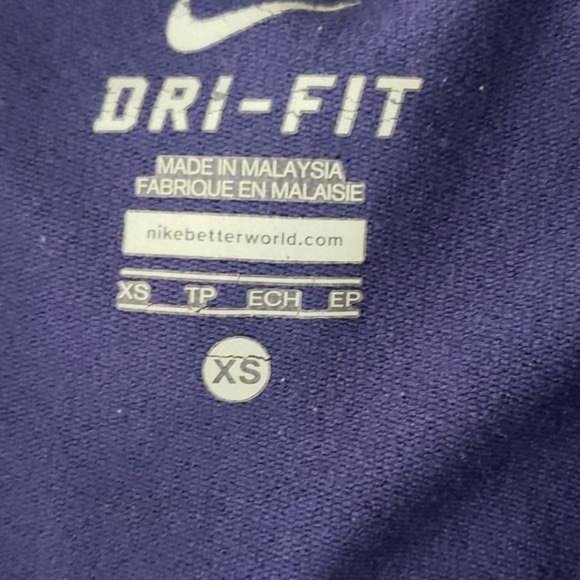 DRI-FIT
MADE IN MALAYSIA
FABRIQUE EN MALAISIE
nikebetterworld.com
XS TP ECH EP
XS